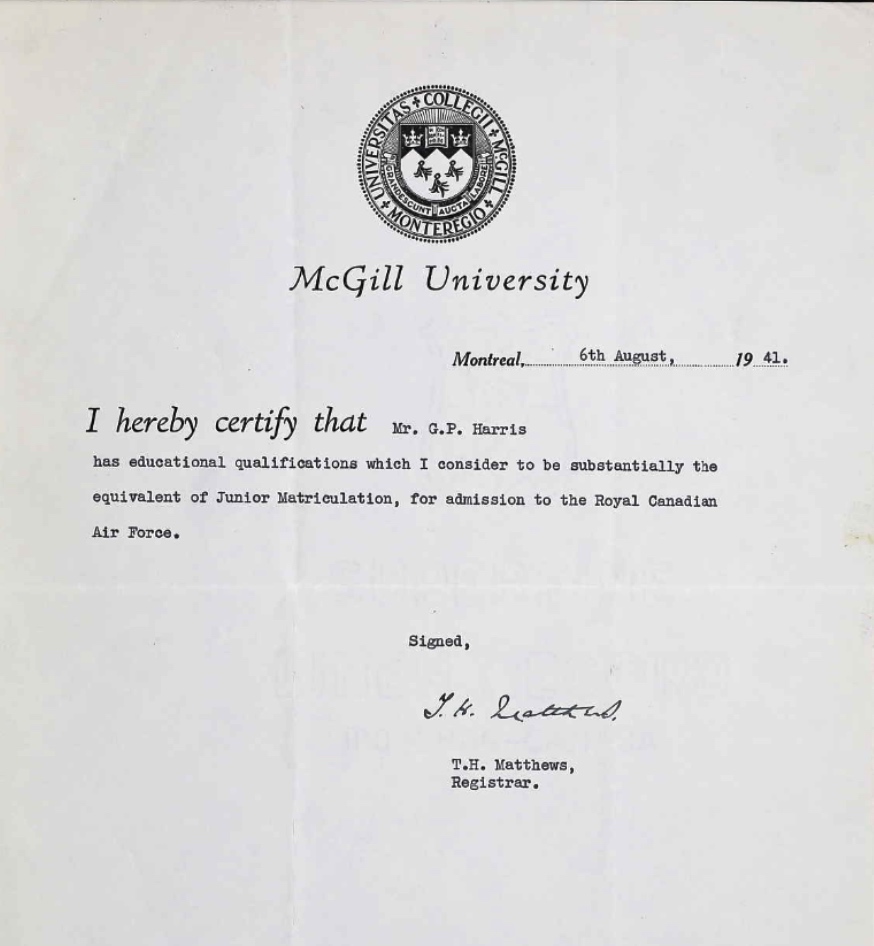 UNIVERSITAS + COLLEGII + McGILL + MONTEREGIO +
GRANDESCUNT AUCTA LABORE
McGill University
Montreal, 6th August, 19 41.
I hereby certify that Mr. G.P. Harris
has educational qualifications which I consider to be substantially the
equivalent of Junior Matriculation, for admission to the Royal Canadian
Air Force.
Signed,
T. H. Matthews.
T.H. Matthews,
Registrar.